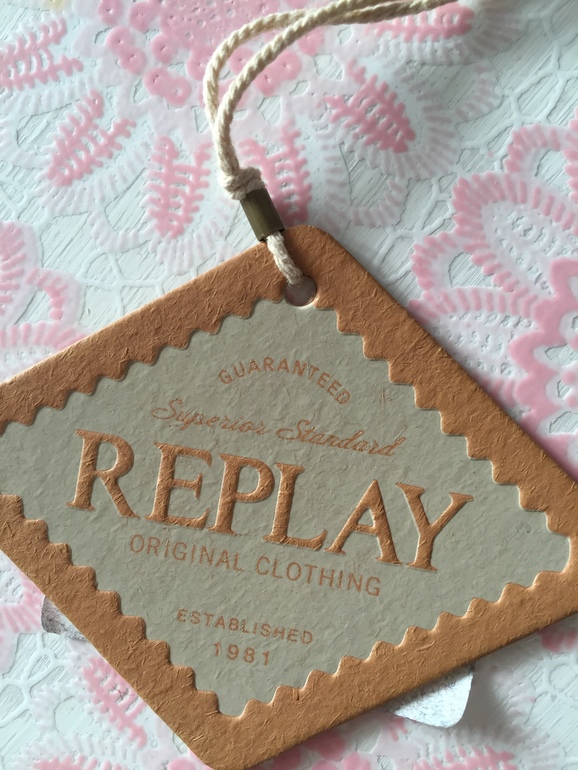 GUARANTEED
Superior Standard
REPLAY
ORIGINAL CLOTHING
ESTABLISHED
1981